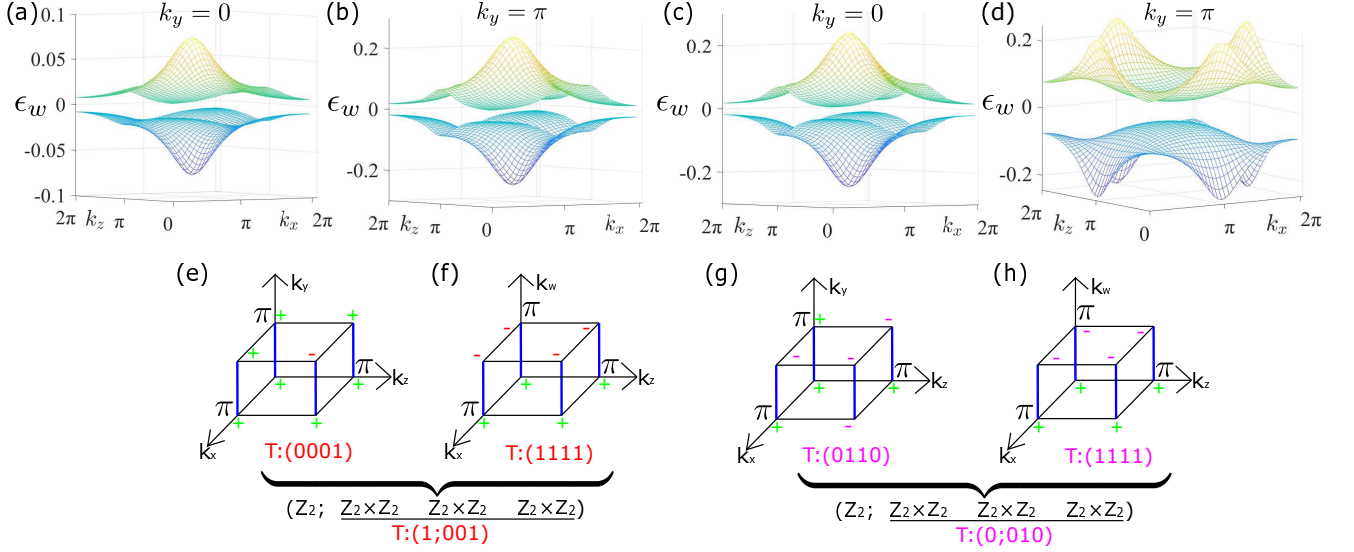 (a) k_y = 0
0.1
0.05
ϵ_w 0
-0.05
-0.1
2π k_z π 0 π k_x 2π
(b) k_y = π
0.2
ϵ_w 0
-0.2
2π k_z π 0 π k_x 2π
(c) k_y = 0
0.2
ϵ_w 0
-0.2
2π k_z π 0 π k_x 2π
(d) k_y = π
0.2
ϵ_w 0
-0.2
2π k_z π 0 π k_x 2π
(e)
k_y
π + +
+ -
π
+ + k_z
π
+ +
k_x
T:(0001)
(f)
k_w
π
- -
- -
π
+ + k_z
π
+ +
k_x
T:(1111)
(Z₂; Z₂×Z₂ Z₂×Z₂ Z₂×Z₂)
T:(1;001)
(g)
k_y
π + -
- -
π
+ + k_z
π
+ -
k_x
T:(0110)
(h)
k_w
π
- -
- -
π
+ + k_z
π
+ +
k_x
T:(1111)
(Z₂; Z₂×Z₂ Z₂×Z₂ Z₂×Z₂)
T:(0;010)